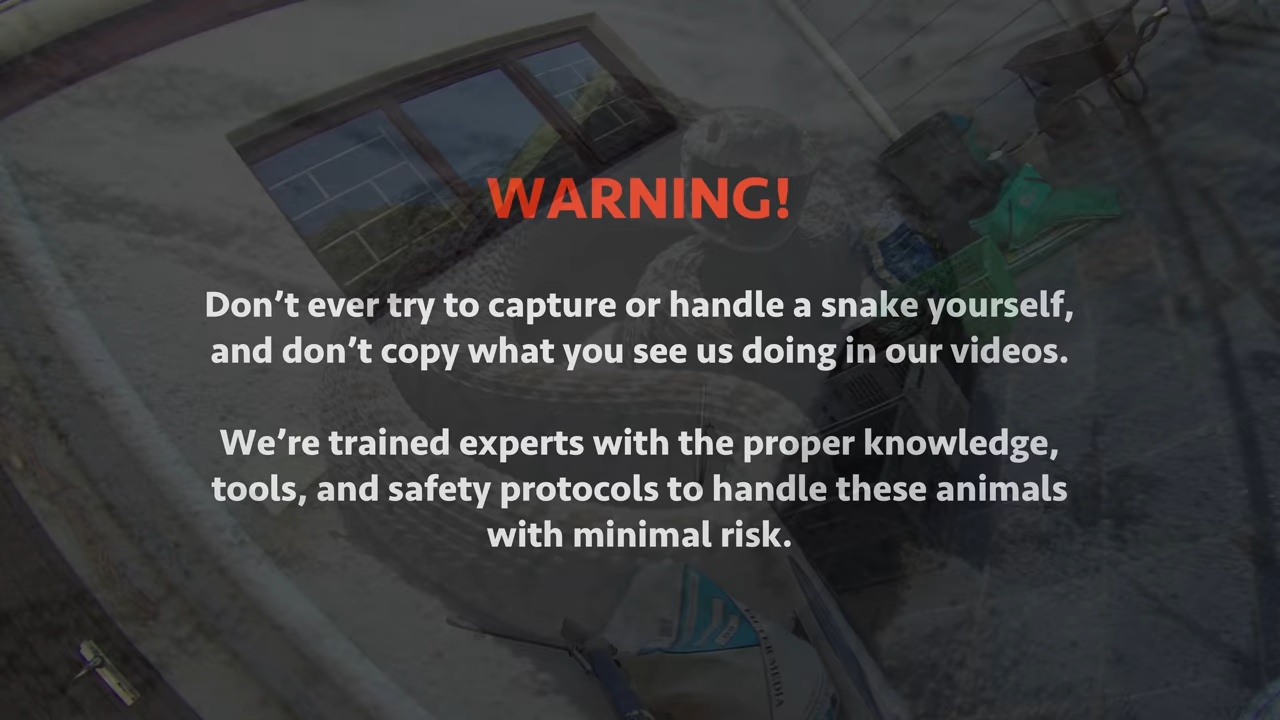 WARNING!
Don’t ever try to capture or handle a snake yourself,
and don’t copy what you see us doing in our videos.
We’re trained experts with the proper knowledge,
tools, and safety protocols to handle these animals
with minimal risk.
FILTER MEDIA